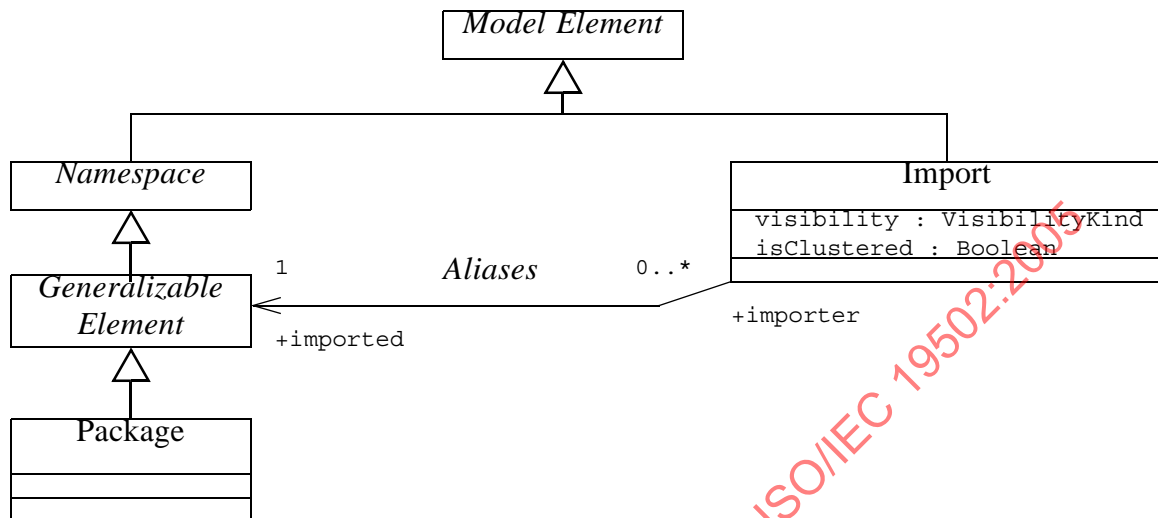 Model Element
Namespace
Import
visibility : VisibilityKind
isClustered : Boolean
Generalizable
Element
1
Aliases
0..*
+imported
+importer
Package
ISO/IEC 19502:2005